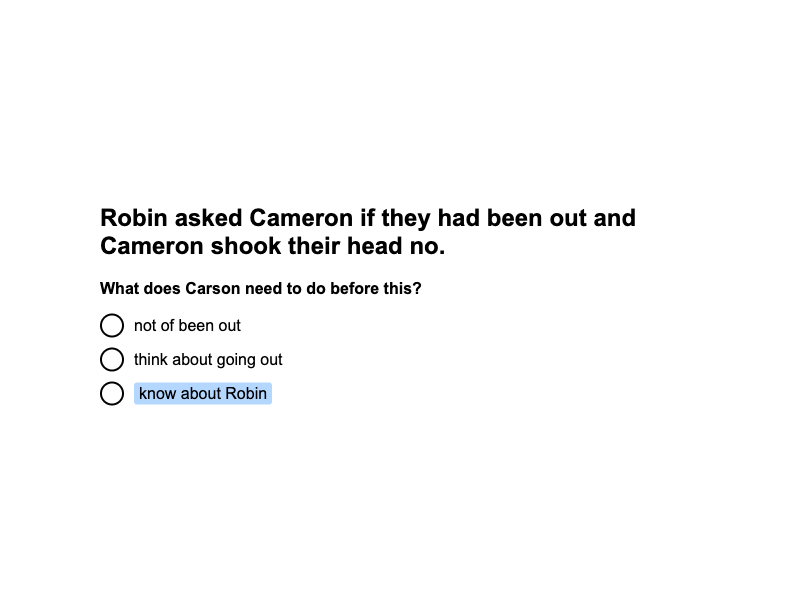 Robin asked Cameron if they had been out and
Cameron shook their head no.
What does Carson need to do before this?
not of been out
think about going out
know about Robin